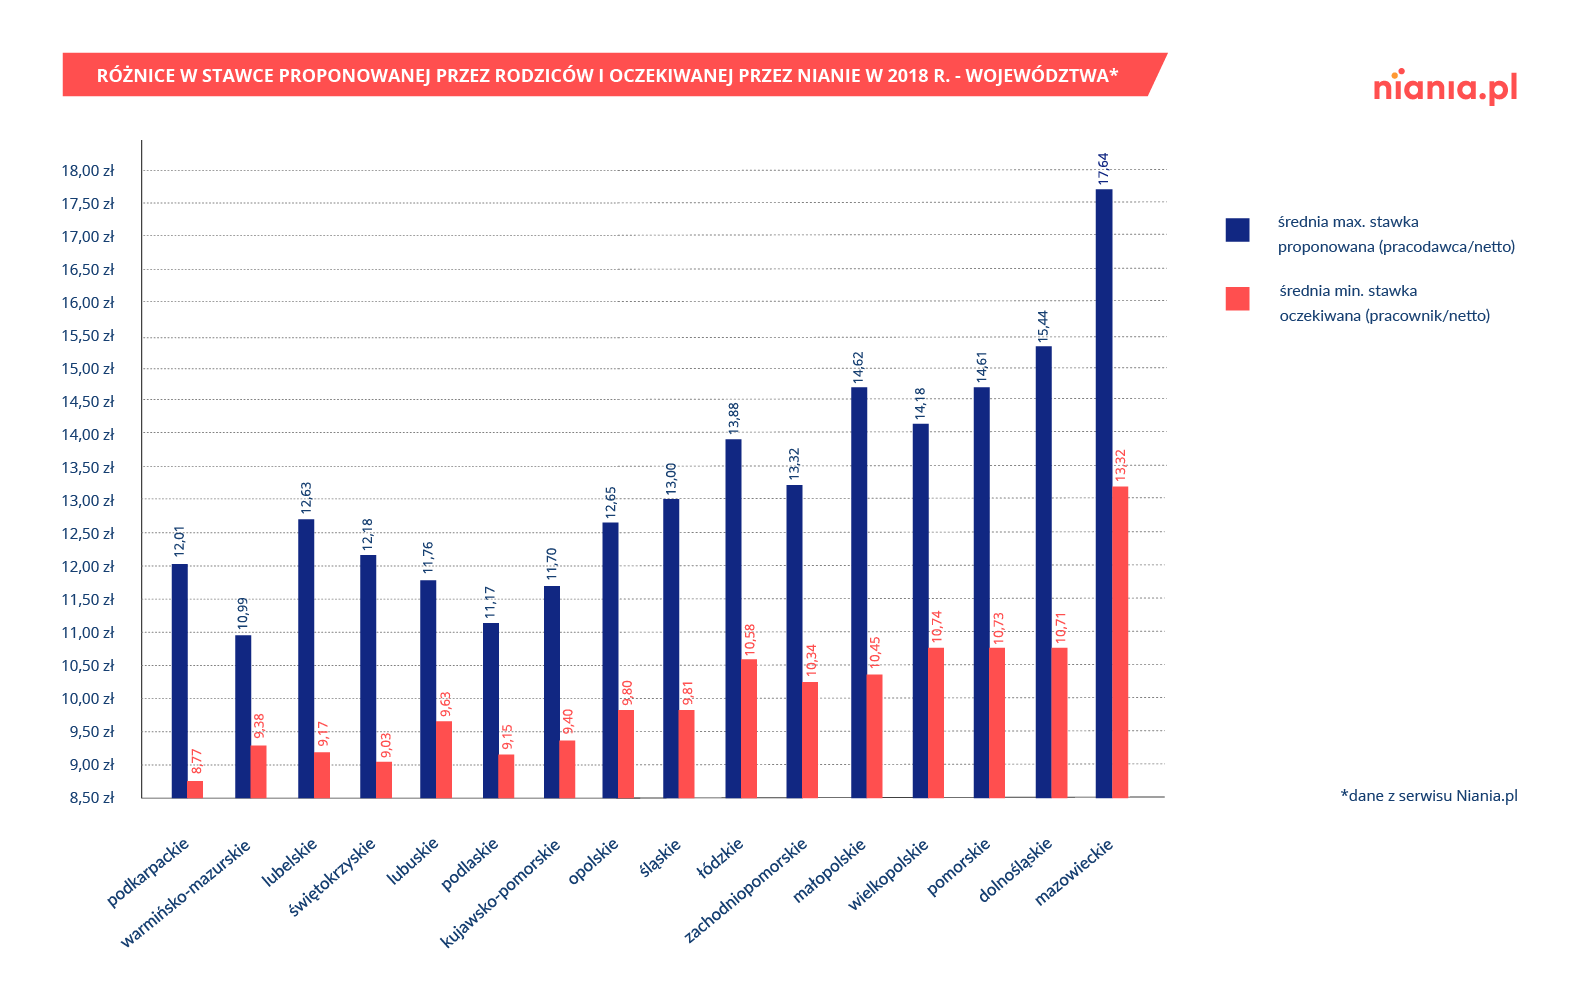 RÓŻNICE W STAWCE PROPONOWANEJ PRZEZ RODZICÓW I OCZEKIWANEJ PRZEZ NIANIE W 2018 R. - WOJEWÓDZTWA*
niania.pl
18,00 zł
17,50 zł
17,00 zł
16,50 zł
16,00 zł
15,50 zł
15,00 zł
14,50 zł
14,00 zł
13,50 zł
13,00 zł
12,50 zł
12,00 zł
11,50 zł
11,00 zł
10,50 zł
10,00 zł
9,50 zł
9,00 zł
8,50 zł
12,01
8,77
10,99
9,38
12,63
9,17
12,18
9,03
11,76
9,63
11,17
9,15
11,70
9,40
12,65
9,80
13,00
9,81
13,88
10,58
13,32
10,34
14,62
10,45
14,18
10,74
14,61
10,73
15,44
10,71
17,64
13,32
podkarpackie
warmińsko-mazurskie
lubelskie
świętokrzyskie
lubuskie
podlaskie
kujawsko-pomorskie
opolskie
śląskie
łódzkie
zachodniopomorskie
małopolskie
wielkopolskie
pomorskie
dolnośląskie
mazowieckie
średnia max. stawka
proponowana (pracodawca/netto)
średnia min. stawka
oczekiwana (pracownik/netto)
*dane z serwisu Niania.pl